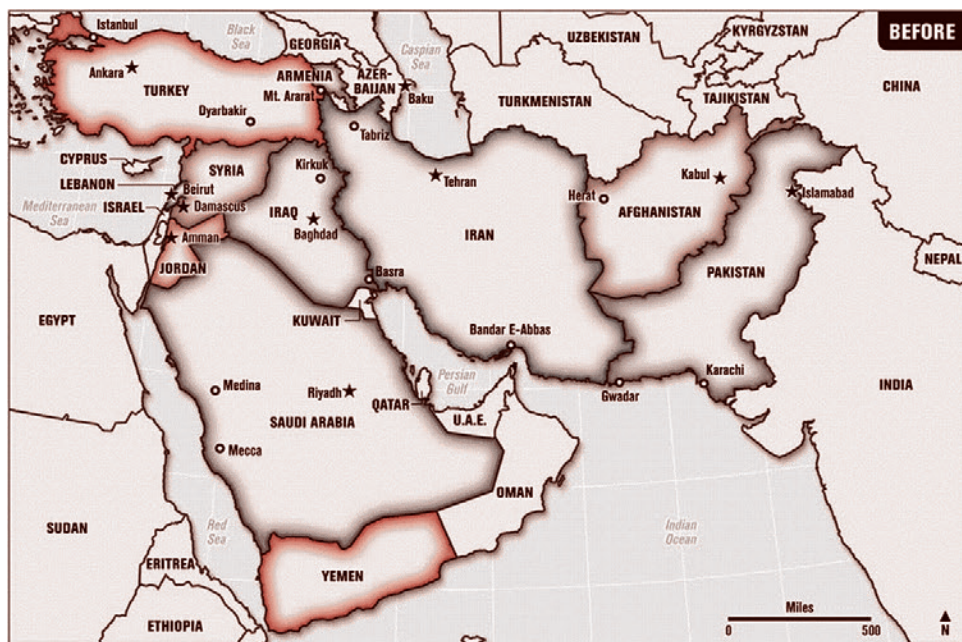 BEFORE
Istanbul
Black
Sea
GEORGIA
Caspian
Sea
UZBEKISTAN
KYRGYZSTAN
Ankara
TURKEY
ARMENIA
Mt. Ararat
AZER-
BAIJAN
Baku
TURKMENISTAN
TAJIKISTAN
CHINA
Dyarbakir
Tabriz
CYPRUS
SYRIA
Kirkuk
Tehran
Herat
Kabul
Islamabad
LEBANON
Beirut
Mediterranean
Sea
ISRAEL
Damascus
IRAQ
Baghdad
IRAN
AFGHANISTAN
Amman
JORDAN
Basra
PAKISTAN
NEPAL
EGYPT
KUWAIT
Bandar E-Abbas
Persian
Gulf
Medina
Riyadh
QATAR
Gwadar
Karachi
INDIA
SAUDI ARABIA
U.A.E.
Mecca
OMAN
SUDAN
Red
Sea
Indian
Ocean
ERITREA
YEMEN
ETHIOPIA
Miles
0
500
N